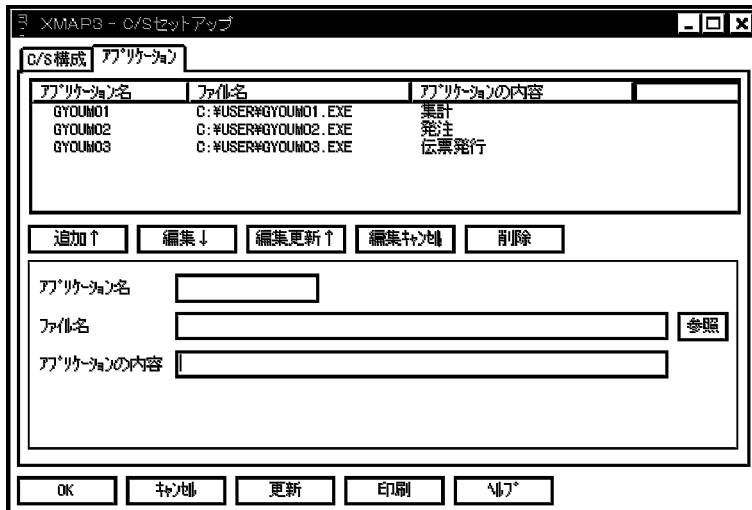 XMAP3 - C/Sセットアップ
C/S構成 ｱﾌﾟﾘｹｰｼｮﾝ
ｱﾌﾟﾘｹｰｼｮﾝ名 ﾌｧｲﾙ名 ｱﾌﾟﾘｹｰｼｮﾝの内容
GYOUMO1 C:¥USER¥GYOUMO1.EXE 集計
GYOUMO2 C:¥USER¥GYOUMO2.EXE 発注
GYOUMO3 C:¥USER¥GYOUMO3.EXE 伝票発行
追加↑ 編集↓ 編集更新↑ 編集ｷｬﾝｾﾙ 削除
ｱﾌﾟﾘｹｰｼｮﾝ名
ﾌｧｲﾙ名 参照
ｱﾌﾟﾘｹｰｼｮﾝの内容
OK ｷｬﾝｾﾙ 更新 印刷 ﾍﾙﾌﾟ